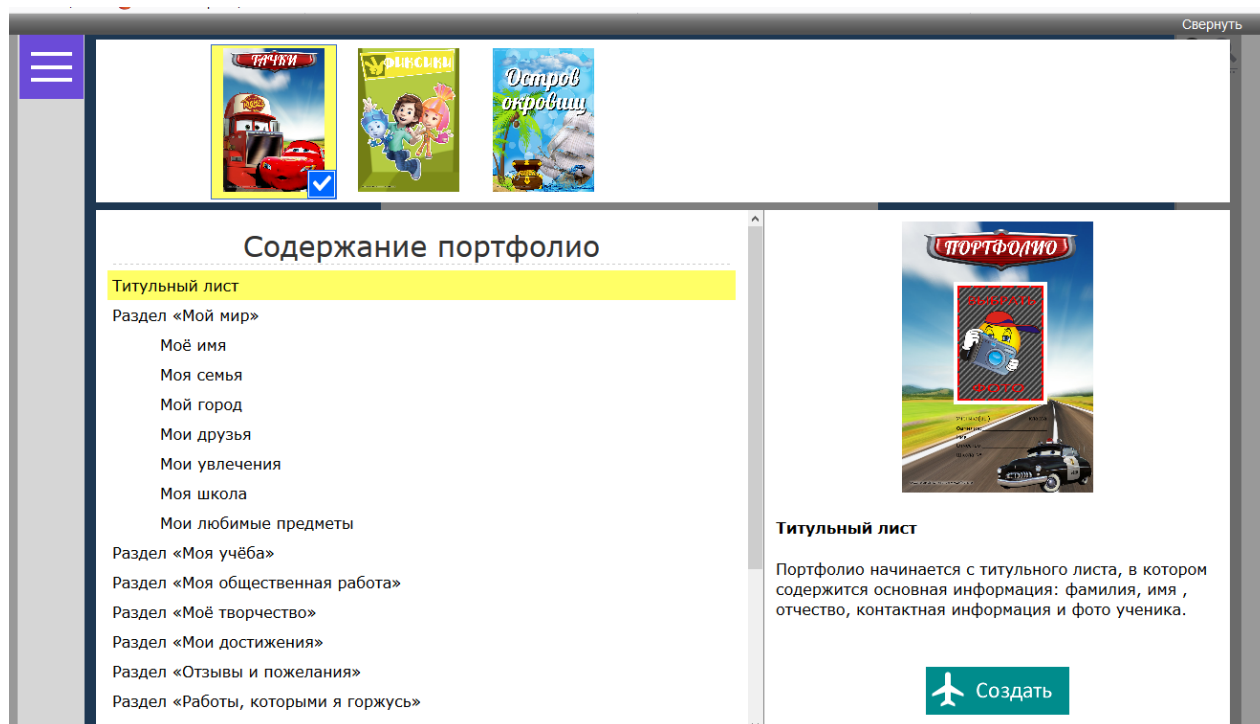 Свернуть
ТАЧКИ
ФИКСИКИ
Остров
окровищ
Содержание портфолио
Титульный лист
Раздел «Мой мир»
Моё имя
Моя семья
Мой город
Мои друзья
Мои увлечения
Моя школа
Мои любимые предметы
Раздел «Моя учёба»
Раздел «Моя общественная работа»
Раздел «Моё творчество»
Раздел «Мои достижения»
Раздел «Отзывы и пожелания»
Раздел «Работы, которыми я горжусь»
ПОРТФОЛИО
ВЫБРАТЬ
ФОТО
Титульный лист
Портфолио начинается с титульного листа, в котором
содержится основная информация: фамилия, имя ,
отчество, контактная информация и фото ученика.
Создать